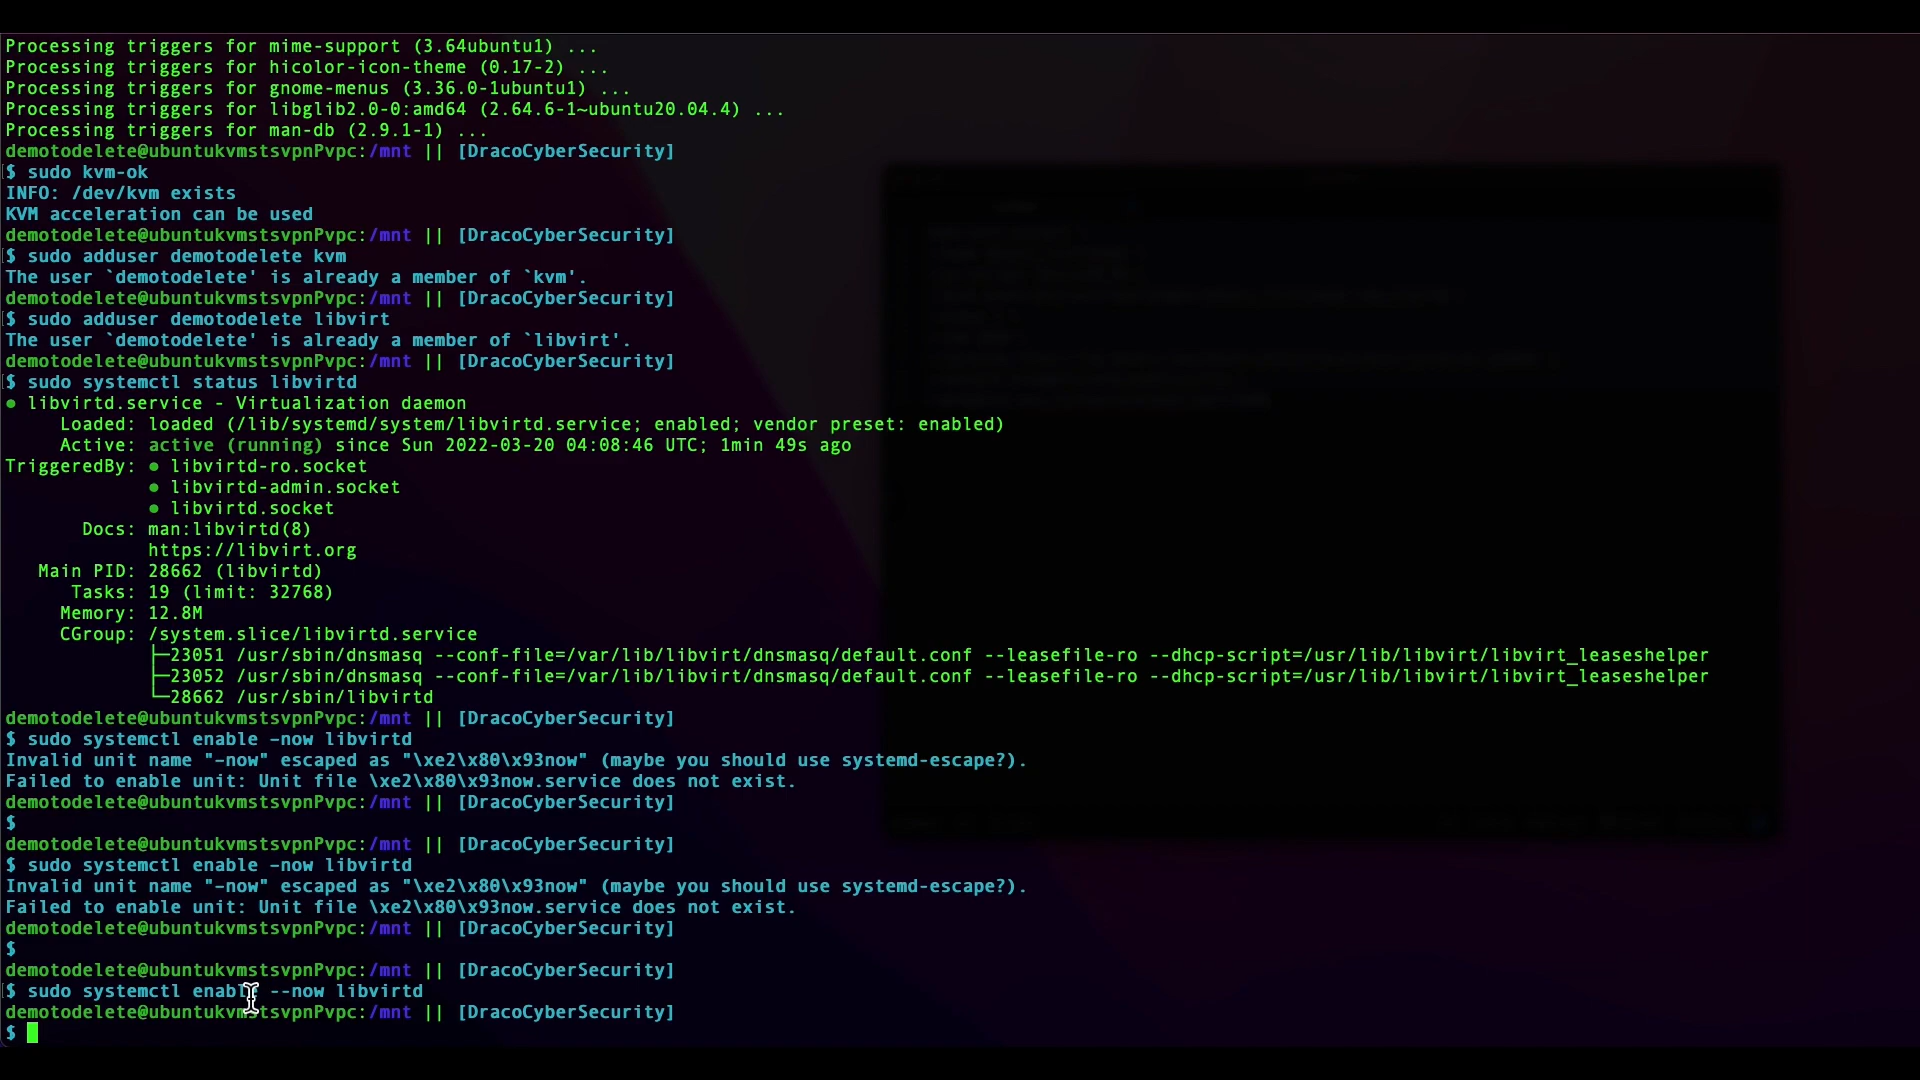 Processing triggers for mime-support (3.64ubuntu1) ...
Processing triggers for hicolor-icon-theme (0.17-2) ...
Processing triggers for gnome-menus (3.36.0-1ubuntu1) ...
Processing triggers for libglib2.0-0:amd64 (2.64.6-1~ubuntu20.04.4) ...
Processing triggers for man-db (2.9.1-1) ...
demotodelete@ubuntukvmstsvpnPvpc:/mnt || [DracoCyberSecurity]
$ sudo kvm-ok
INFO: /dev/kvm exists
KVM acceleration can be used
demotodelete@ubuntukvmstsvpnPvpc:/mnt || [DracoCyberSecurity]
$ sudo adduser demotodelete kvm
The user `demotodelete' is already a member of `kvm'.
demotodelete@ubuntukvmstsvpnPvpc:/mnt || [DracoCyberSecurity]
$ sudo adduser demotodelete libvirt
The user `demotodelete' is already a member of `libvirt'.
demotodelete@ubuntukvmstsvpnPvpc:/mnt || [DracoCyberSecurity]
$ sudo systemctl status libvirtd
● libvirtd.service - Virtualization daemon
     Loaded: loaded (/lib/systemd/system/libvirtd.service; enabled; vendor preset: enabled)
     Active: active (running) since Sun 2022-03-20 04:08:46 UTC; 1min 49s ago
TriggeredBy: ● libvirtd-ro.socket
             ● libvirtd-admin.socket
             ● libvirtd.socket
       Docs: man:libvirtd(8)
             https://libvirt.org
   Main PID: 28662 (libvirtd)
      Tasks: 19 (limit: 32768)
     Memory: 12.8M
     CGroup: /system.slice/libvirtd.service
             ├─23051 /usr/sbin/dnsmasq --conf-file=/var/lib/libvirt/dnsmasq/default.conf --leasefile-ro --dhcp-script=/usr/lib/libvirt/libvirt_leaseshelper
             ├─23052 /usr/sbin/dnsmasq --conf-file=/var/lib/libvirt/dnsmasq/default.conf --leasefile-ro --dhcp-script=/usr/lib/libvirt/libvirt_leaseshelper
             └─28662 /usr/sbin/libvirtd
demotodelete@ubuntukvmstsvpnPvpc:/mnt || [DracoCyberSecurity]
$ sudo systemctl enable –now libvirtd
Invalid unit name "–now" escaped as "\xe2\x80\x93now" (maybe you should use systemd-escape?).
Failed to enable unit: Unit file \xe2\x80\x93now.service does not exist.
demotodelete@ubuntukvmstsvpnPvpc:/mnt || [DracoCyberSecurity]
$
demotodelete@ubuntukvmstsvpnPvpc:/mnt || [DracoCyberSecurity]
$ sudo systemctl enable –now libvirtd
Invalid unit name "–now" escaped as "\xe2\x80\x93now" (maybe you should use systemd-escape?).
Failed to enable unit: Unit file \xe2\x80\x93now.service does not exist.
demotodelete@ubuntukvmstsvpnPvpc:/mnt || [DracoCyberSecurity]
$
demotodelete@ubuntukvmstsvpnPvpc:/mnt || [DracoCyberSecurity]
$ sudo systemctl enable --now libvirtd
demotodelete@ubuntukvmstsvpnPvpc:/mnt || [DracoCyberSecurity]
$